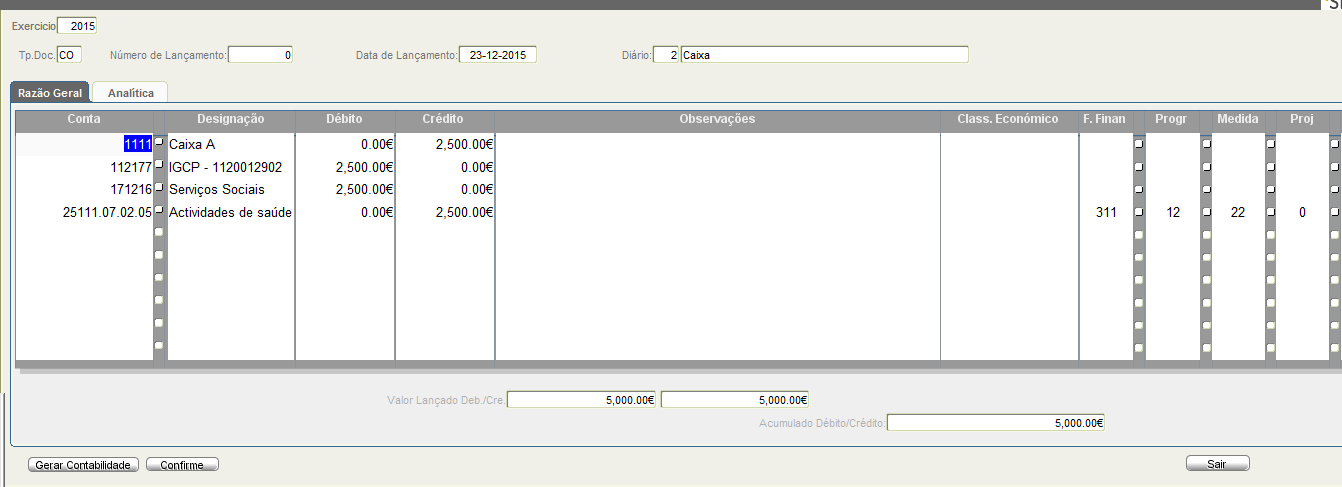 Exercicio 2015
Tp.Doc. CO Número de Lançamento: 0 Data de Lançamento: 23-12-2015 Diário: 2 Caixa
Razão Geral Analítica
Conta Designação Débito Crédito Observações Class. Económico F. Finan Progr Medida Proj
1111 Caixa A 0.00€ 2,500.00€
112177 IGCP - 1120012902 2,500.00€ 0.00€
171216 Serviços Sociais 2,500.00€ 0.00€
25111.07.02.05 Actividades de saúde 0.00€ 2,500.00€ 311 12 22 0
Valor Lançado Deb./Cre. 5,000.00€ 5,000.00€
Acumulado Débito/Crédito: 5,000.00€
Gerar Contabilidade Confirme Sair